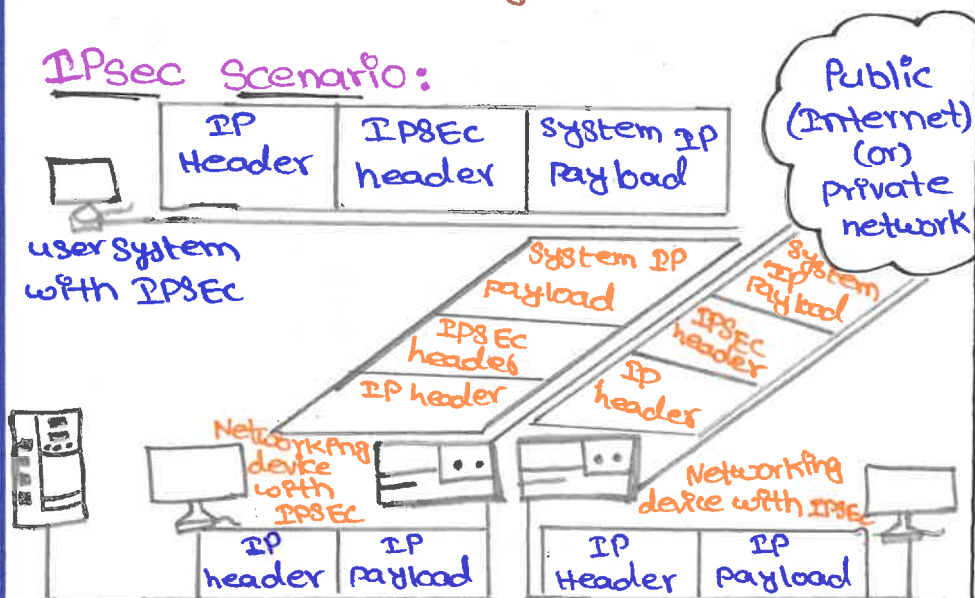 IPsec Scenario:
IP
Header
IPSEC
header
System IP
Payload
Public
(Internet)
(or)
private
network
user system
with IPSEC
System IP
payload
IPSEC
header
IP header
System
IP
Payload
IPSEC
header
IP
header
Networking
device
with
IPSEC
Networking
device with IPSEC
IP
header
IP
payload
IP
Header
IP
payload